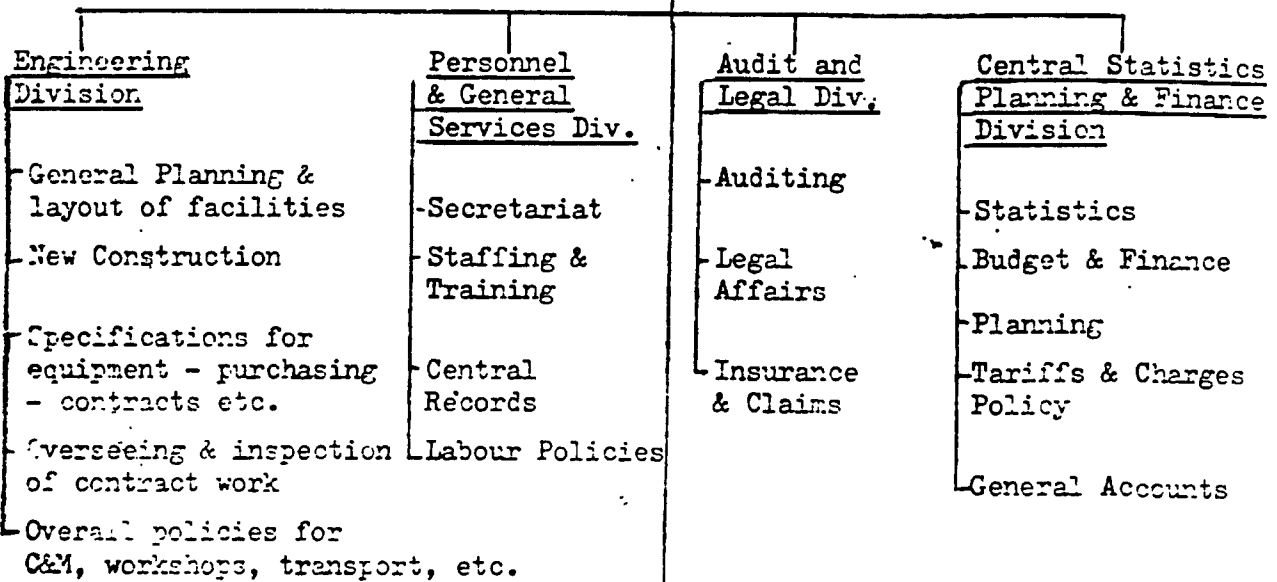 Engineering
Division
General Planning &
layout of facilities
New Construction
Specifications for
equipment - purchasing
- contracts etc.
Overseeing & inspection
of contract work
Overall policies for
C&M, workshops, transport, etc.
Personnel
& General
Services Div.
Secretariat
Staffing &
Training
Central
Records
Labour Policies
Audit and
Legal Div.
Auditing
Legal
Affairs
Insurance
& Claims
Central Statistics
Planning & Finance
Division
Statistics
Budget & Finance
Planning
Tariffs & Charges
Policy
General Accounts